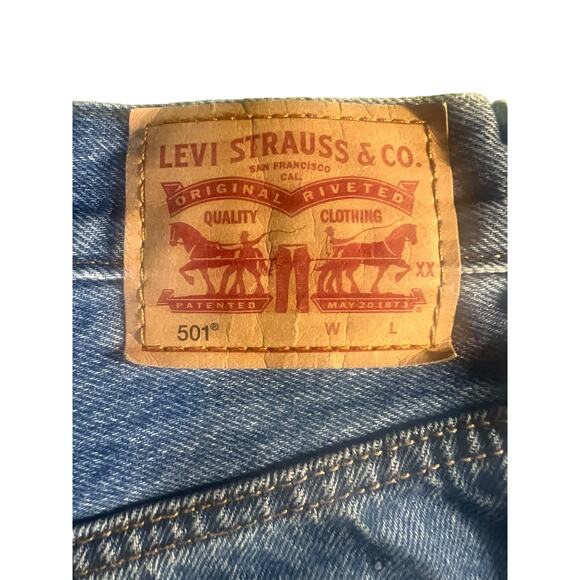 LEVI STRAUSS & CO.
SAN FRANCISCO
CAL.
ORIGINAL RIVETED
QUALITY CLOTHING
XX
PATENTED MAY 20 1873
501® W L